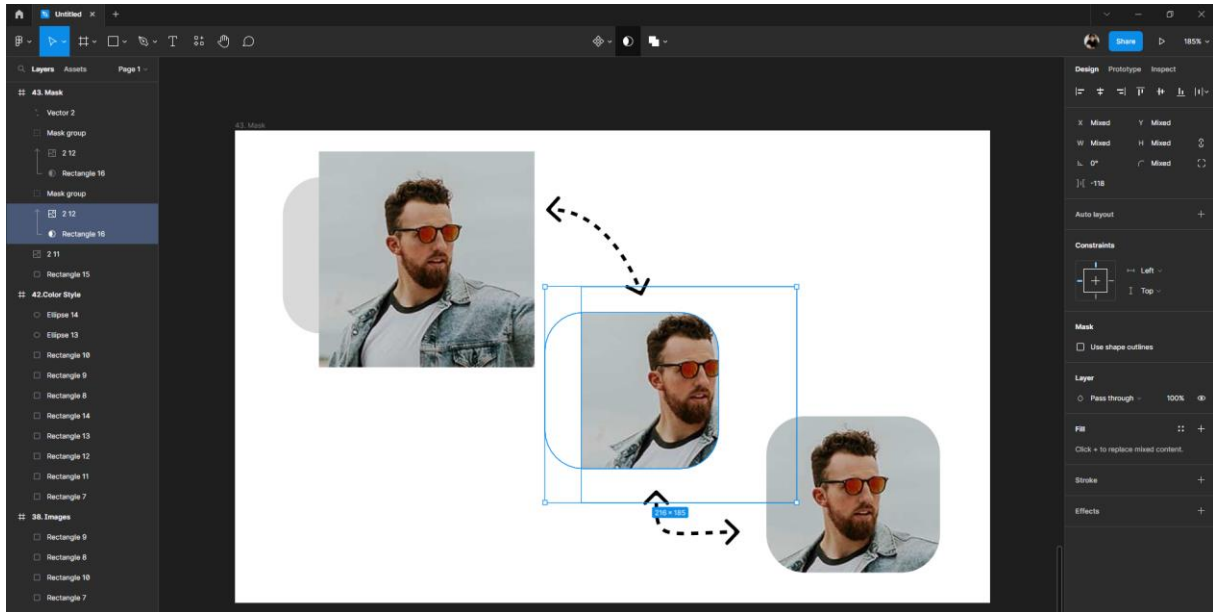 Untitled
Share
185%
Layers Assets Page 1
Design Prototype Inspect
43. Mask
Vector 2
Mask group
2 12
Rectangle 16
Mask group
2 12
Rectangle 16
2 11
Rectangle 15
42.Color Style
Ellipse 14
Ellipse 13
Rectangle 10
Rectangle 9
Rectangle 8
Rectangle 14
Rectangle 13
Rectangle 12
Rectangle 11
Rectangle 7
38. Images
Rectangle 9
Rectangle 8
Rectangle 10
Rectangle 7
43. Mask
216 × 185
X Mixed Y Mixed
W Mixed H Mixed
0° Mixed
-118
Auto layout
Constraints
Left
Top
Mask
Use shape outlines
Layer
Pass through 100%
Fill
Click + to replace mixed content.
Stroke
Effects